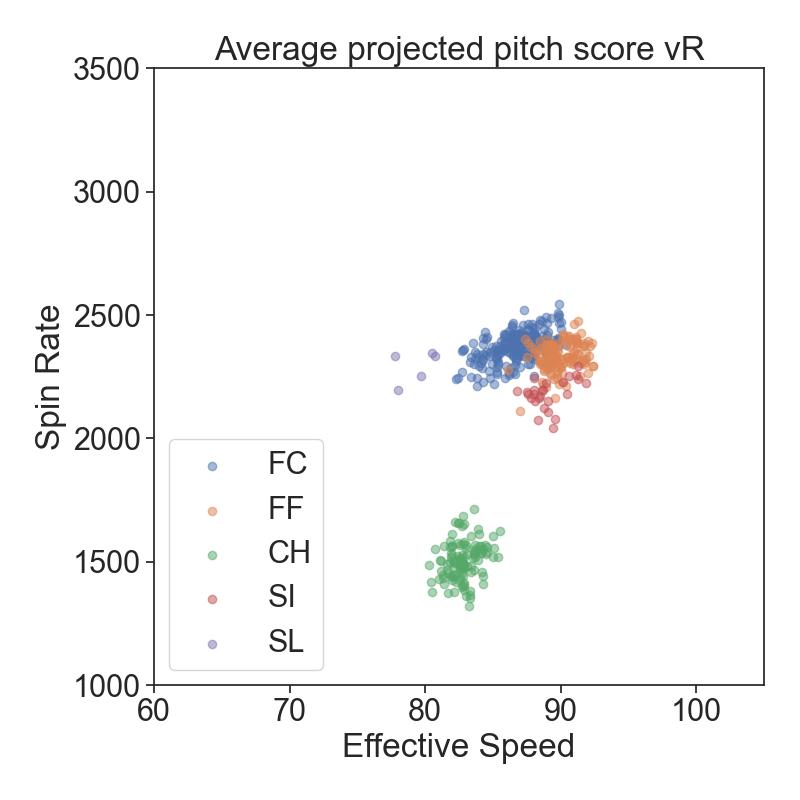 Average projected pitch score vR
3500
3000
2500
2000
1500
1000
Spin Rate
FC
FF
CH
SI
SL
60 70 80 90 100
Effective Speed